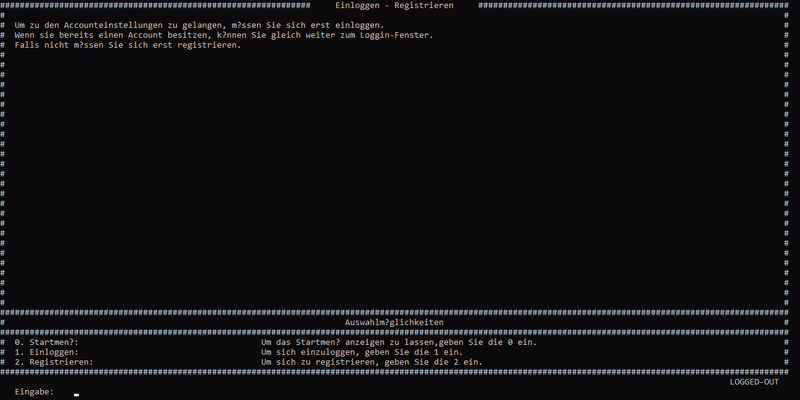 Einloggen - Registrieren
Um zu den Accounteinstellungen zu gelangen, m?ssen Sie sich erst einloggen.
Wenn sie bereits einen Account besitzen, k?nnen Sie gleich weiter zum Loggin-Fenster.
Falls nicht m?ssen Sie sich erst registrieren.
Auswahlm?glichkeiten
0. Startmen?: Um das Startmen? anzeigen zu lassen,geben Sie die 0 ein.
1. Einloggen: Um sich einzuloggen, geben Sie die 1 ein.
2. Registrieren: Um sich zu registrieren, geben Sie die 2 ein.
LOGGED-OUT
Eingabe: